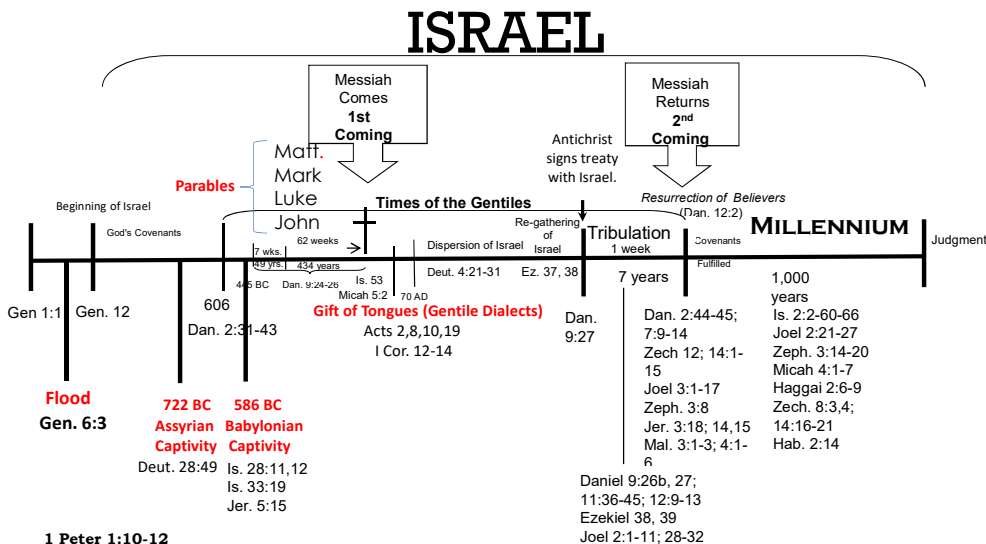 ISRAEL
Messiah
Comes
1st
Coming
Messiah
Returns
2nd
Coming
Antichrist
signs treaty
with Israel.
Parables
Matt.
Mark
Luke
John
Resurrection of Believers
(Dan. 12:2)
Beginning of Israel
God's Covenants
Times of the Gentiles
62 weeks
7 wks.
49 yrs.
434 years
445 BC
Dan. 9:24-26
Is. 53
Micah 5:2
70 AD
Dispersion of Israel
Deut. 4:21-31
Re-gathering
of
Israel
Ez. 37, 38
Tribulation
1 week
7 years
Covenants
Fulfilled
MILLENNIUM
1,000
years
Judgment
Gen 1:1
Gen. 12
606
Dan. 2:31-43
Gift of Tongues (Gentile Dialects)
Acts 2,8,10,19
I Cor. 12-14
Dan.
9:27
Dan. 2:44-45;
7:9-14
Zech 12; 14:1-
15
Joel 3:1-17
Zeph. 3:8
Jer. 3:18; 14,15
Mal. 3:1-3; 4:1-
6
Is. 2:2-60-66
Joel 2:21-27
Zeph. 3:14-20
Micah 4:1-7
Haggai 2:6-9
Zech. 8:3,4;
14:16-21
Hab. 2:14
Flood
Gen. 6:3
722 BC
Assyrian
Captivity
Deut. 28:49
586 BC
Babylonian
Captivity
Is. 28:11,12
Is. 33:19
Jer. 5:15
Daniel 9:26b, 27;
11:36-45; 12:9-13
Ezekiel 38, 39
Joel 2:1-11; 28-32
1 Peter 1:10-12